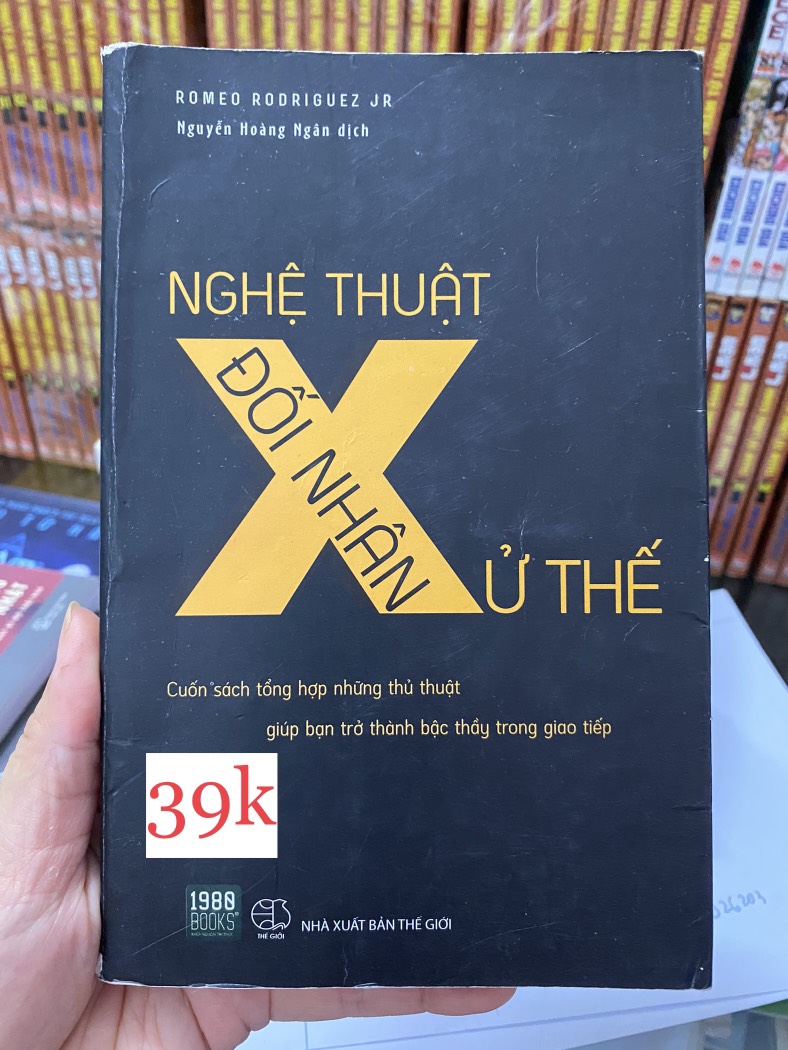 ROMEO RODRIGUEZ JR
Nguyễn Hoàng Ngân dịch
NGHỆ THUẬT
ĐỐI NHÂN
XỬ THẾ
Cuốn sách tổng hợp những thủ thuật
giúp bạn trở thành bậc thầy trong giao tiếp
39k
1980
BOOKS
THẾ GIỚI
NHÀ XUẤT BẢN THẾ GIỚI